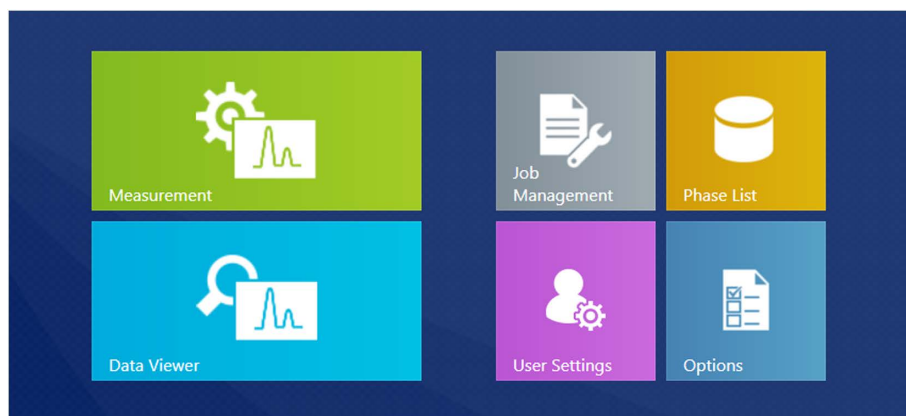 Measurement
Job
Management
Phase List
Data Viewer
User Settings
Options